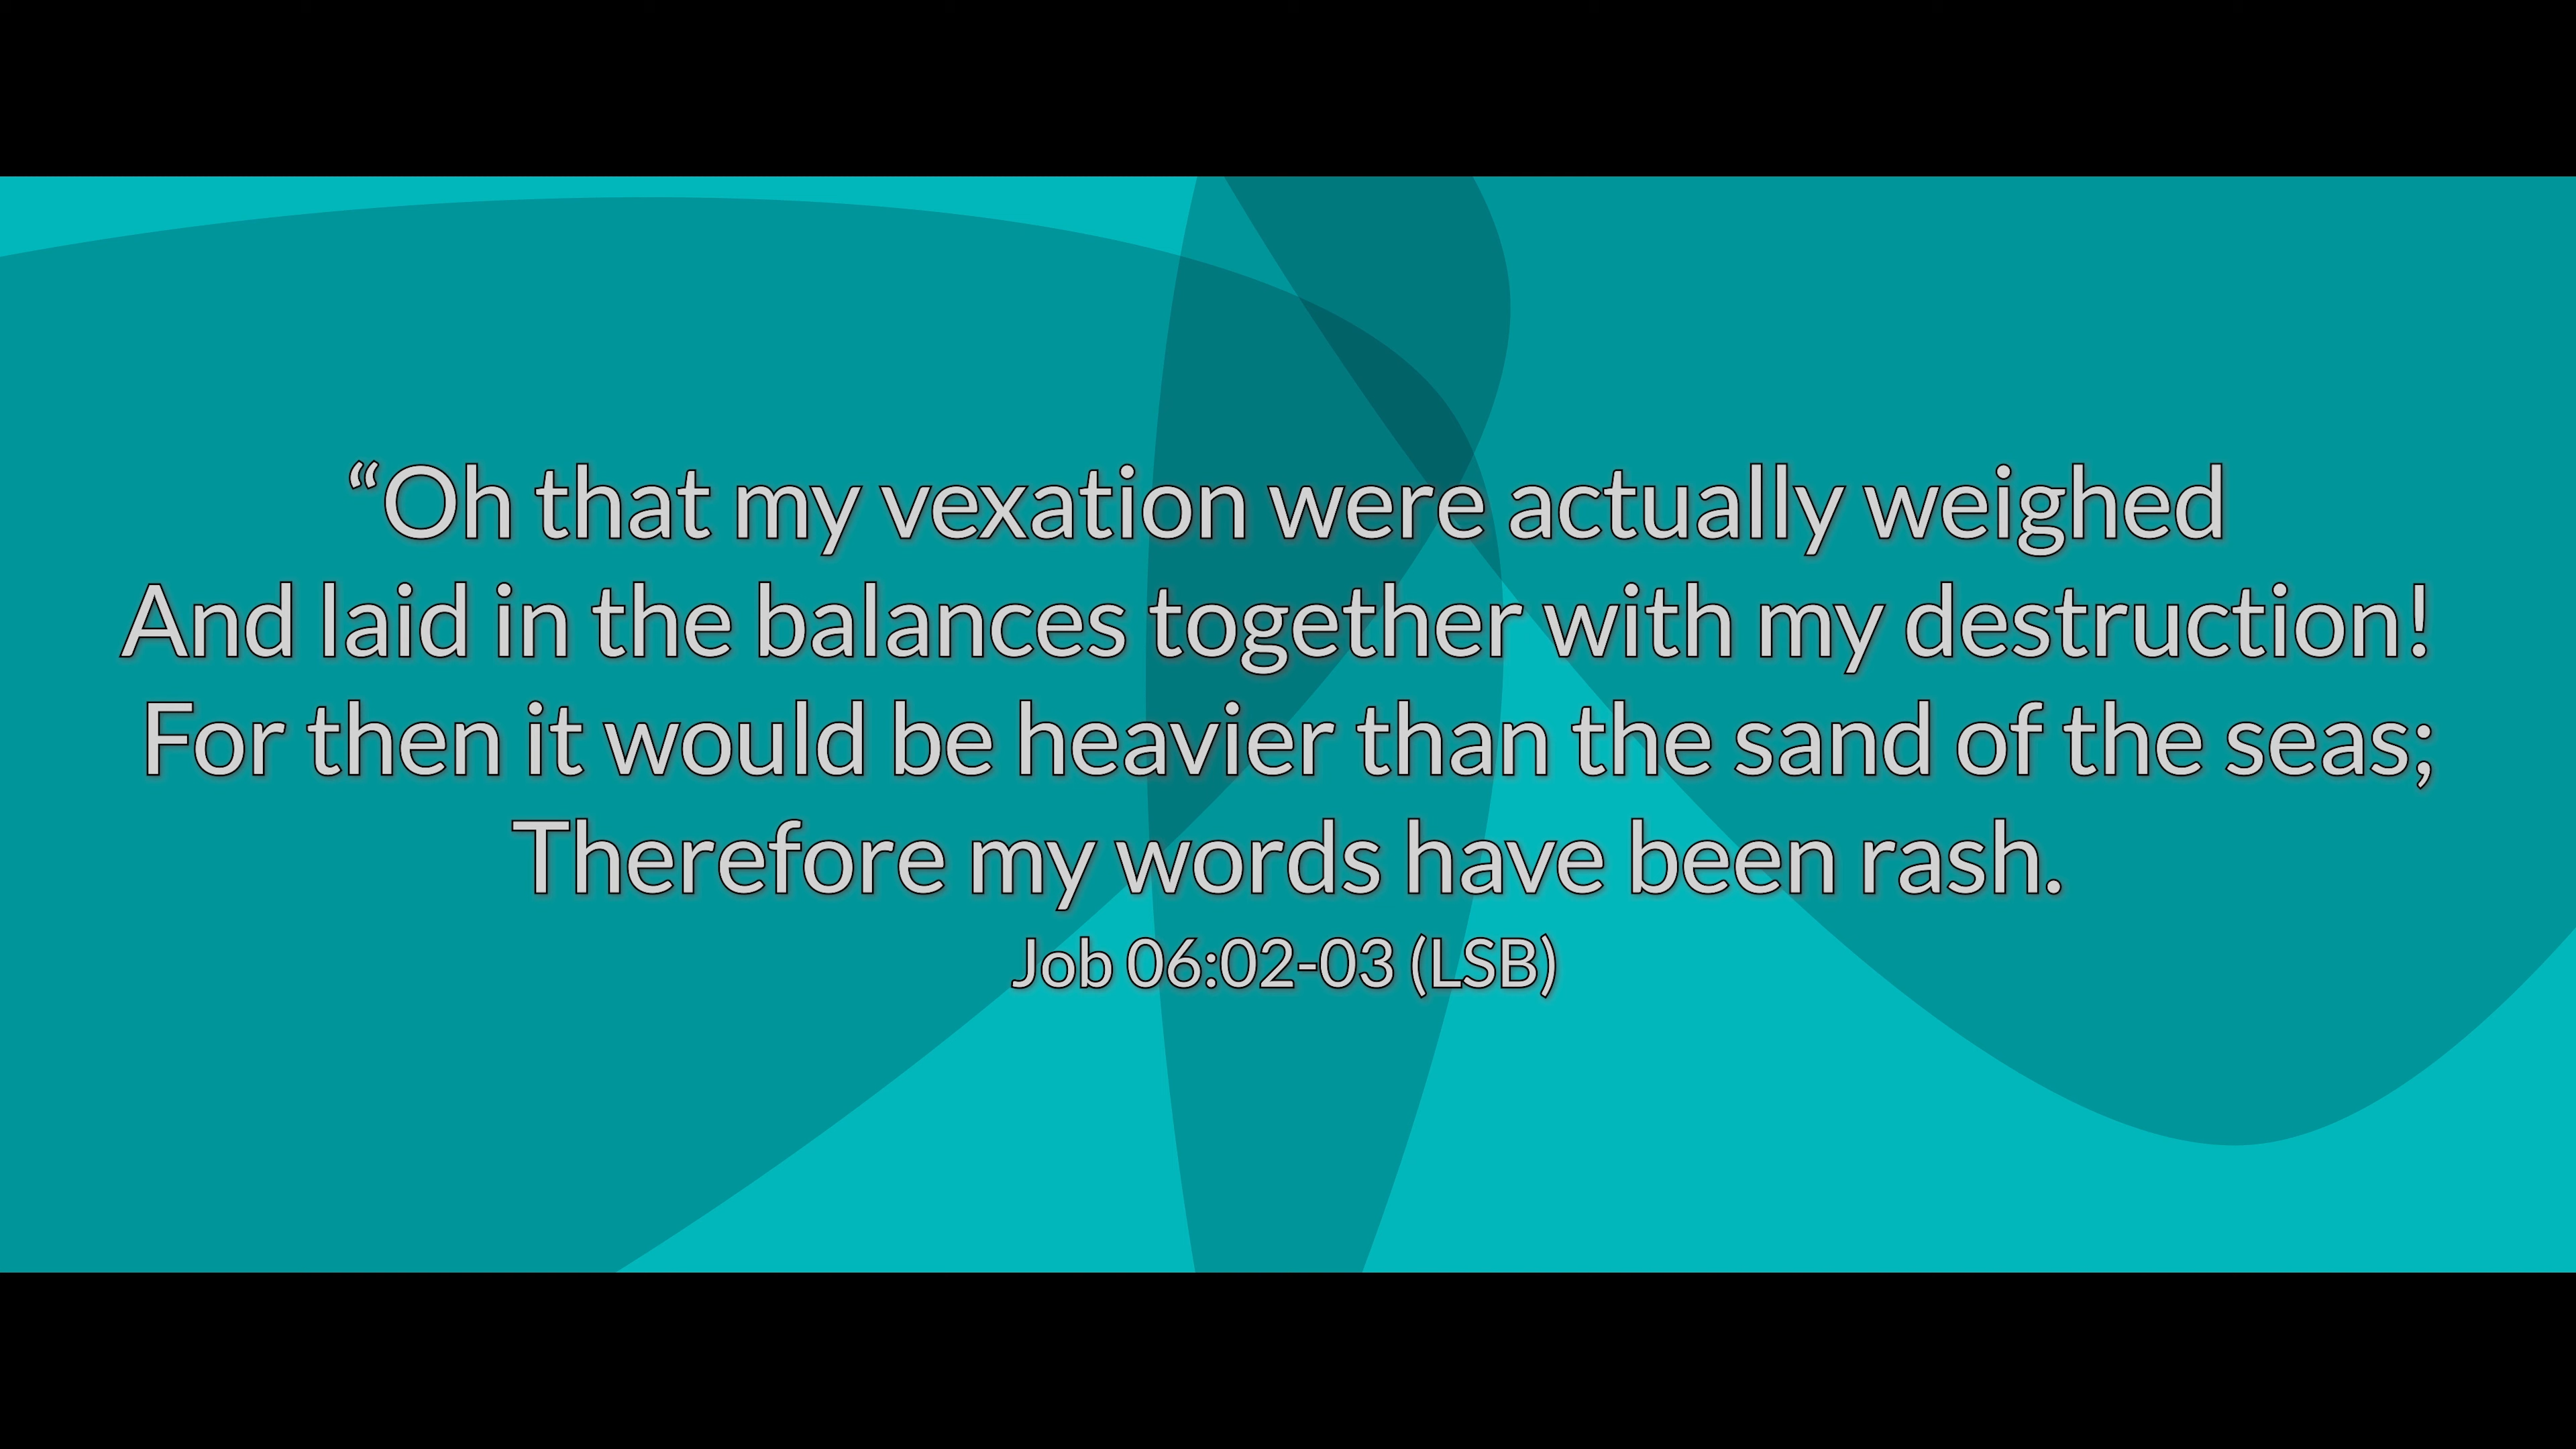 “Oh that my vexation were actually weighed
And laid in the balances together with my destruction!
For then it would be heavier than the sand of the seas;
Therefore my words have been rash.
Job 06:02-03 (LSB)